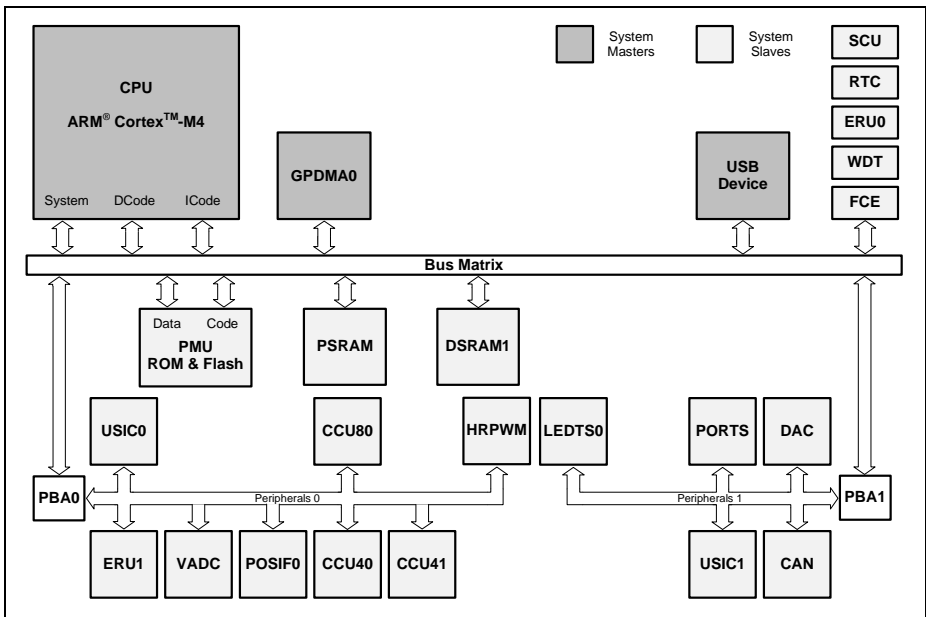 CPU
ARM® Cortex™-M4
System DCode ICode
GPDMA0
System
Masters
System
Slaves
USB
Device
SCU
RTC
ERU0
WDT
FCE
Bus Matrix
Data Code
PMU
ROM & Flash
PSRAM
DSRAM1
USIC0
CCU80
HRPWM
LEDTS0
PORTS
DAC
PBA0
Peripherals 0
Peripherals 1
PBA1
ERU1
VADC
POSIF0
CCU40
CCU41
USIC1
CAN